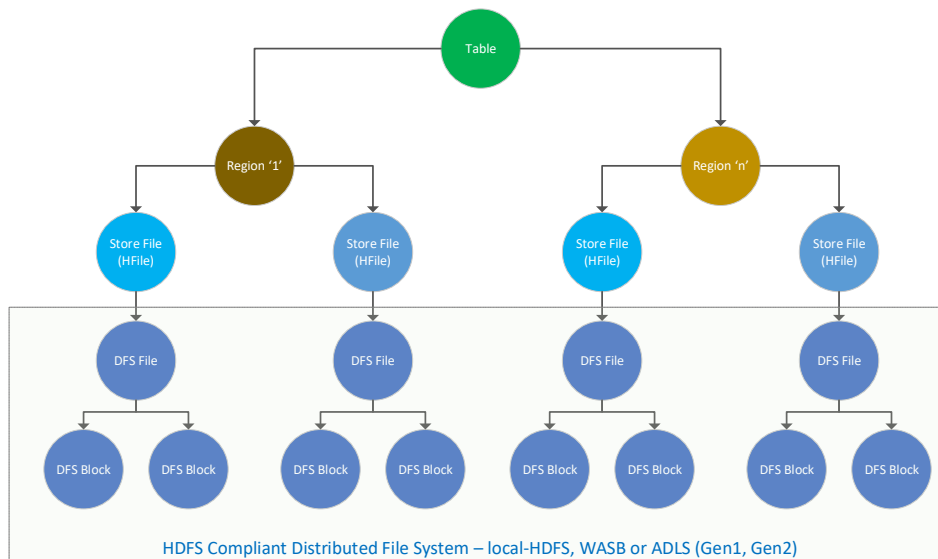 Table
Region ‘1’
Region ‘n’
Store File
(HFile)
Store File
(HFile)
Store File
(HFile)
Store File
(HFile)
DFS File
DFS File
DFS File
DFS File
DFS Block
DFS Block
DFS Block
DFS Block
DFS Block
DFS Block
DFS Block
DFS Block
HDFS Compliant Distributed File System – local-HDFS, WASB or ADLS (Gen1, Gen2)